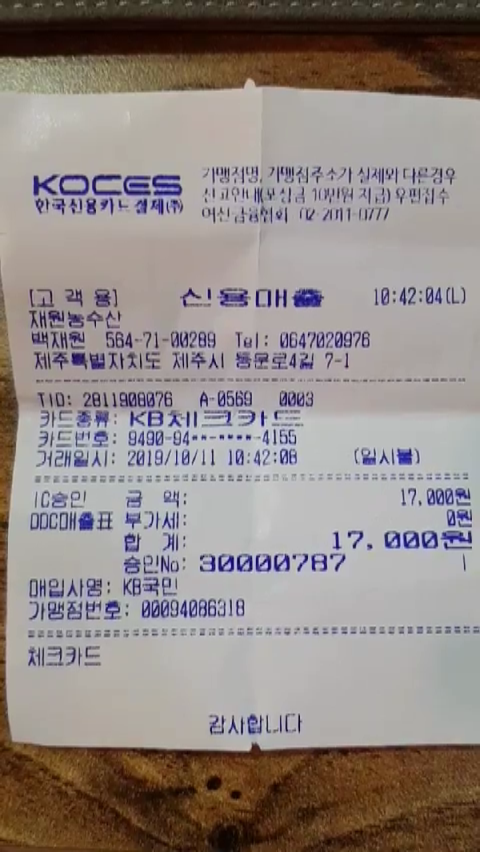 KOCES
한국신용카드결제(주)
가맹점명, 가맹점주소가 실제와 다른경우
신고안내(포상금 10만원 지급) 우편접수
여신금융협회 02-2011-0777
[고 객 용] 신용매출 10:42:04(L)
재원농수산
백재원 564-71-00289 Tel: 0647020976
제주특별자치도 제주시 동문로4길 7-1
TID: 2811908076 A-0569 0003
카드종류: KB체크카드
카드번호: 9490-94**-****-4155
거래일시: 2019/10/11 10:42:08 (일시불)
IC승인 금 액: 17,000원
DDC매출표 부가세: 0원
합 계: 17,000원
승인No: 30000787
매입사명: KB국민
가맹점번호: 00094086318
체크카드
감사합니다